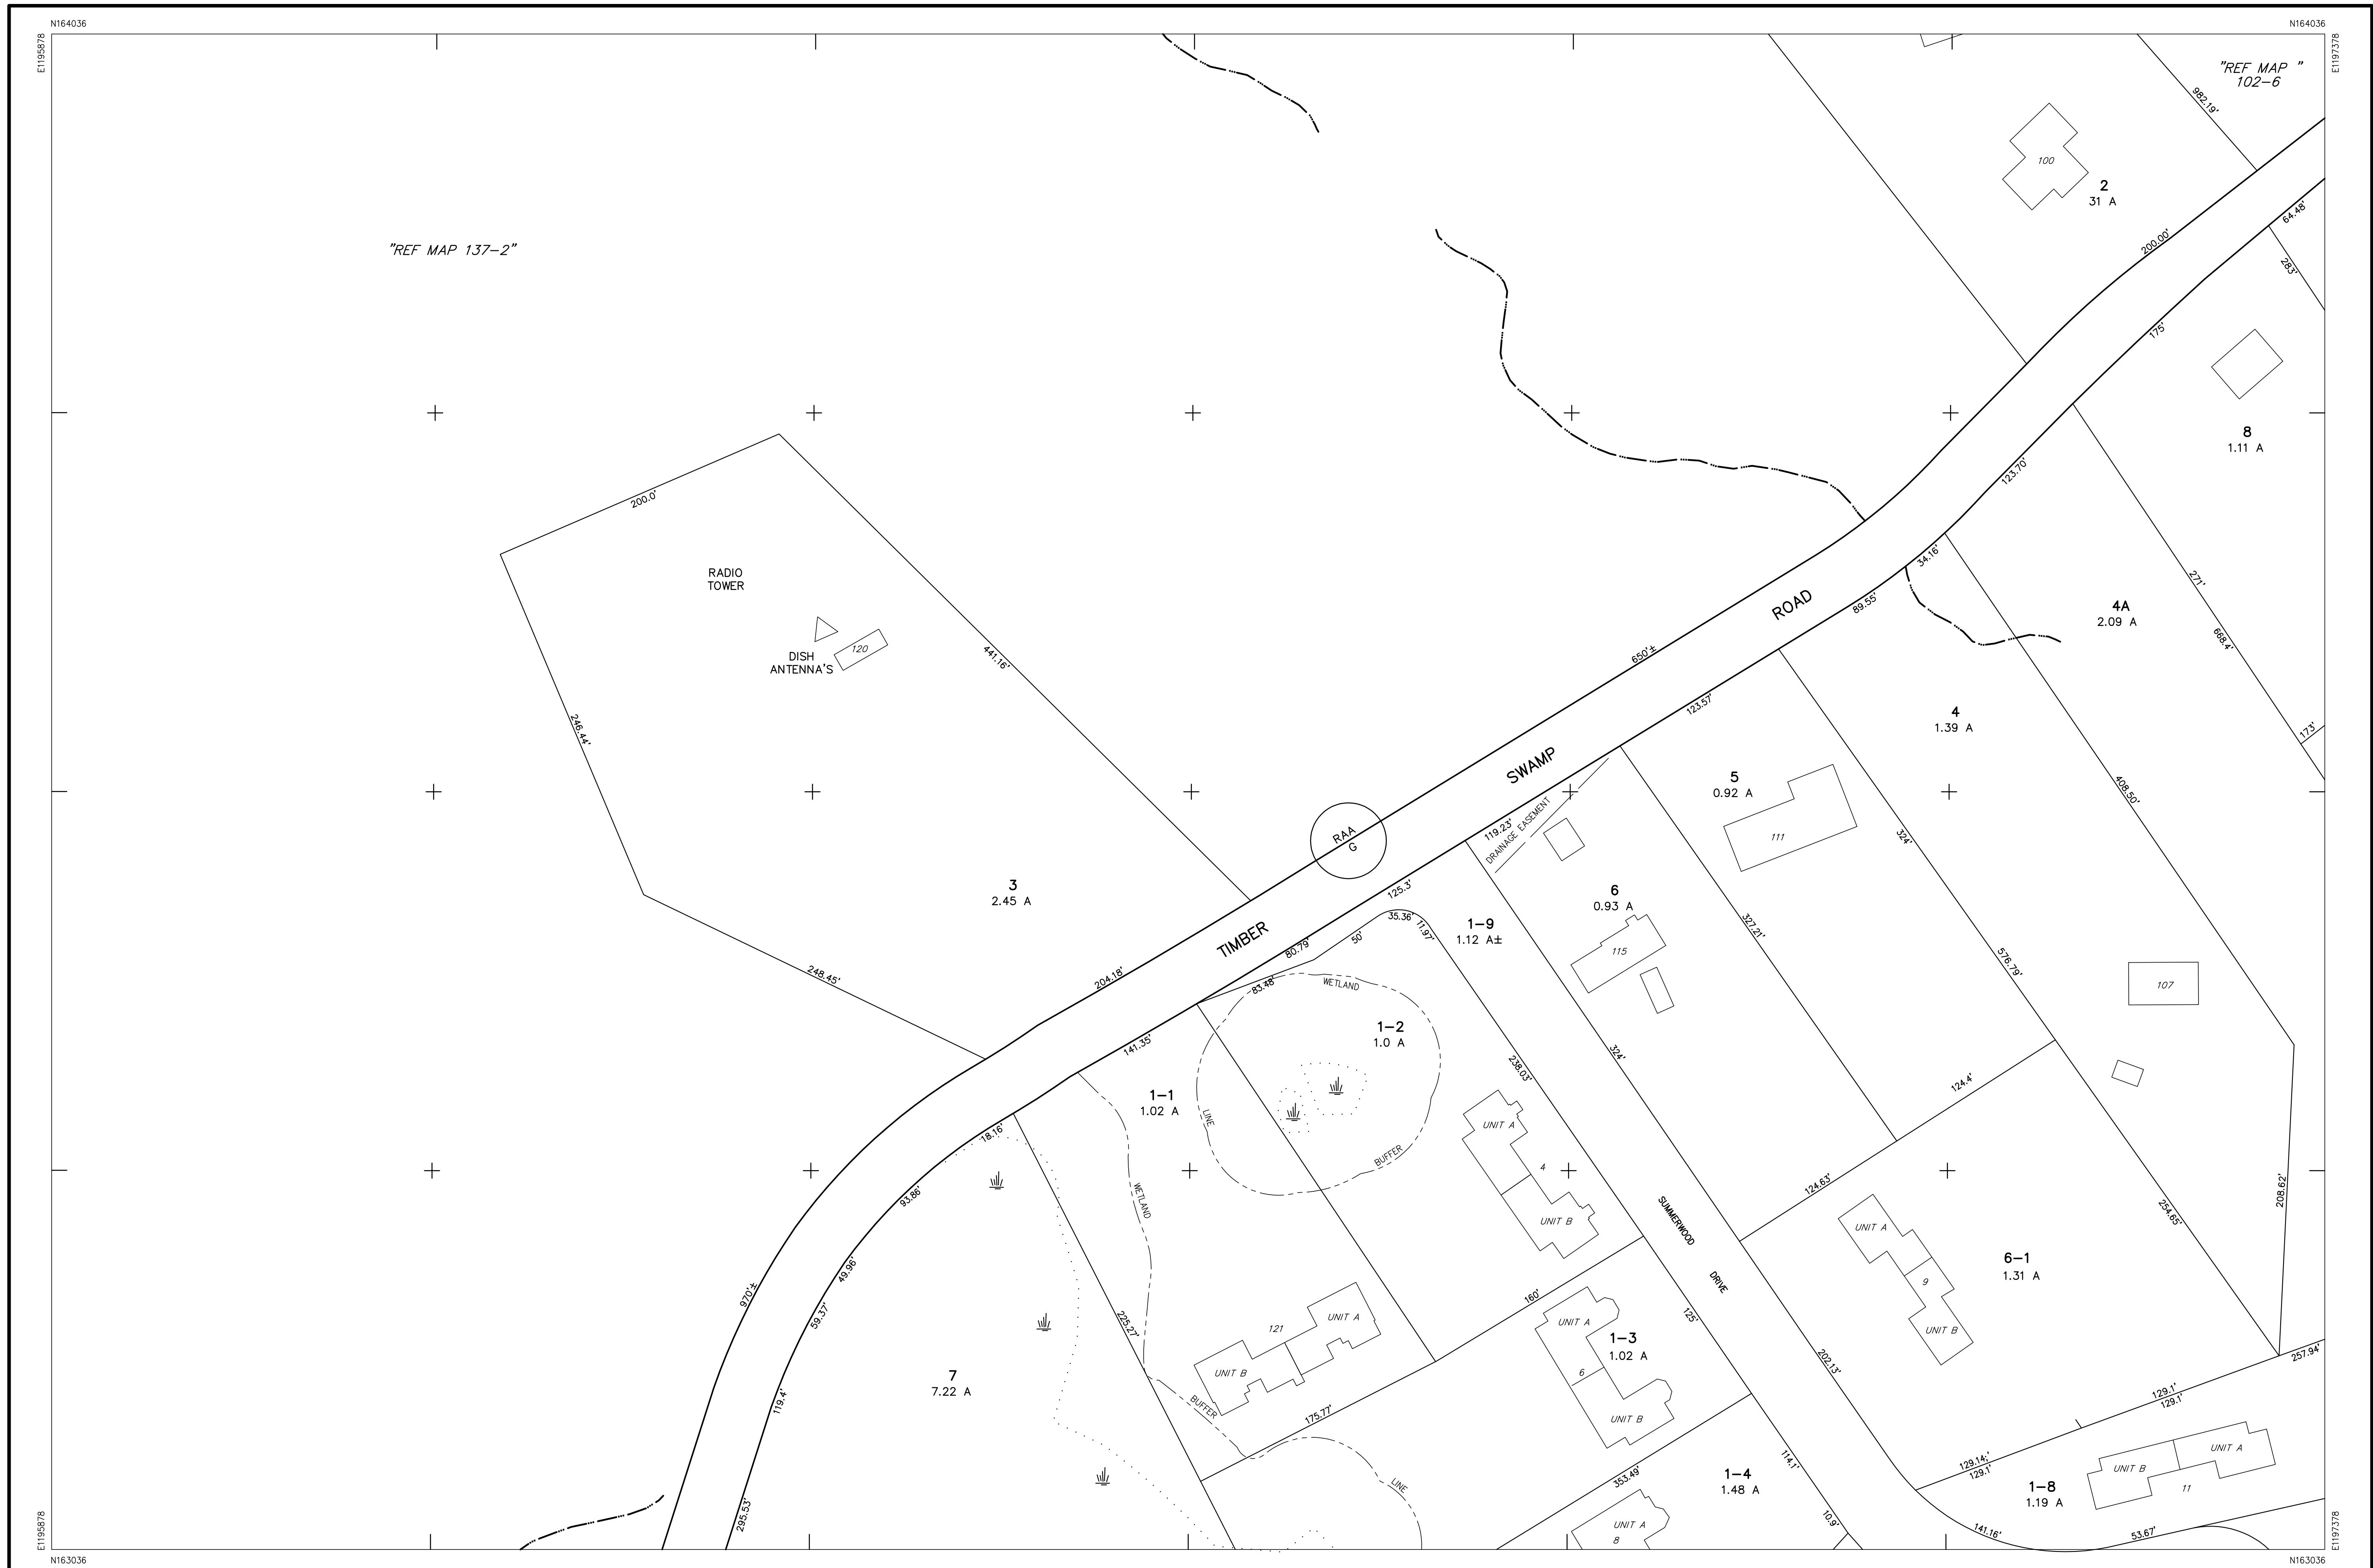 N164036
N164036
E1195878
E1197378
"REF MAP "
102-6
982.19'
100
2
31 A
64.48'
200.00'
283'
"REF MAP 137-2"
175'
8
1.11 A
123.70'
200.0'
34.16'
271'
RADIO
TOWER
ROAD
89.55'
4A
2.09 A
668.4'
120
DISH
ANTENNA'S
441.16'
650'±
123.57'
4
1.39 A
173'
246.44'
SWAMP
5
0.92 A
408.50'
111
324'
RAA
G
119.23'
DRAINAGE EASEMENT
3
2.45 A
125.3'
6
0.93 A
35.36'
11.97'
1-9
1.12 A±
327.21'
TIMBER
80.79'
50'
115
576.79'
248.45'
204.18'
83.48'
WETLAND
107
1-2
1.0 A
141.35'
324'
238.03'
124.4'
1-1
1.02 A
LINE
UNIT A
18.16'
BUFFER
4
124.63'
208.62'
93.86'
WETLAND
SUMMERWOOD
UNIT B
UNIT A
254.65'
6-1
1.31 A
49.96'
DRIVE
9
970'±
59.37'
225.27'
160'
125'
121
UNIT A
UNIT A
1-3
1.02 A
UNIT B
202.13'
257.94'
7
7.22 A
UNIT B
6
129.1'
129.1'
119.4'
BUFFER
175.77'
UNIT B
UNIT A
129.14;'
129.1'
UNIT B
114.1'
353.49'
LINE
1-4
1.48 A
1-8
1.19 A
11
295.53'
UNIT A
8
10.9'
141.16'
53.67'
E1195878
E1197378
N163036
N163036